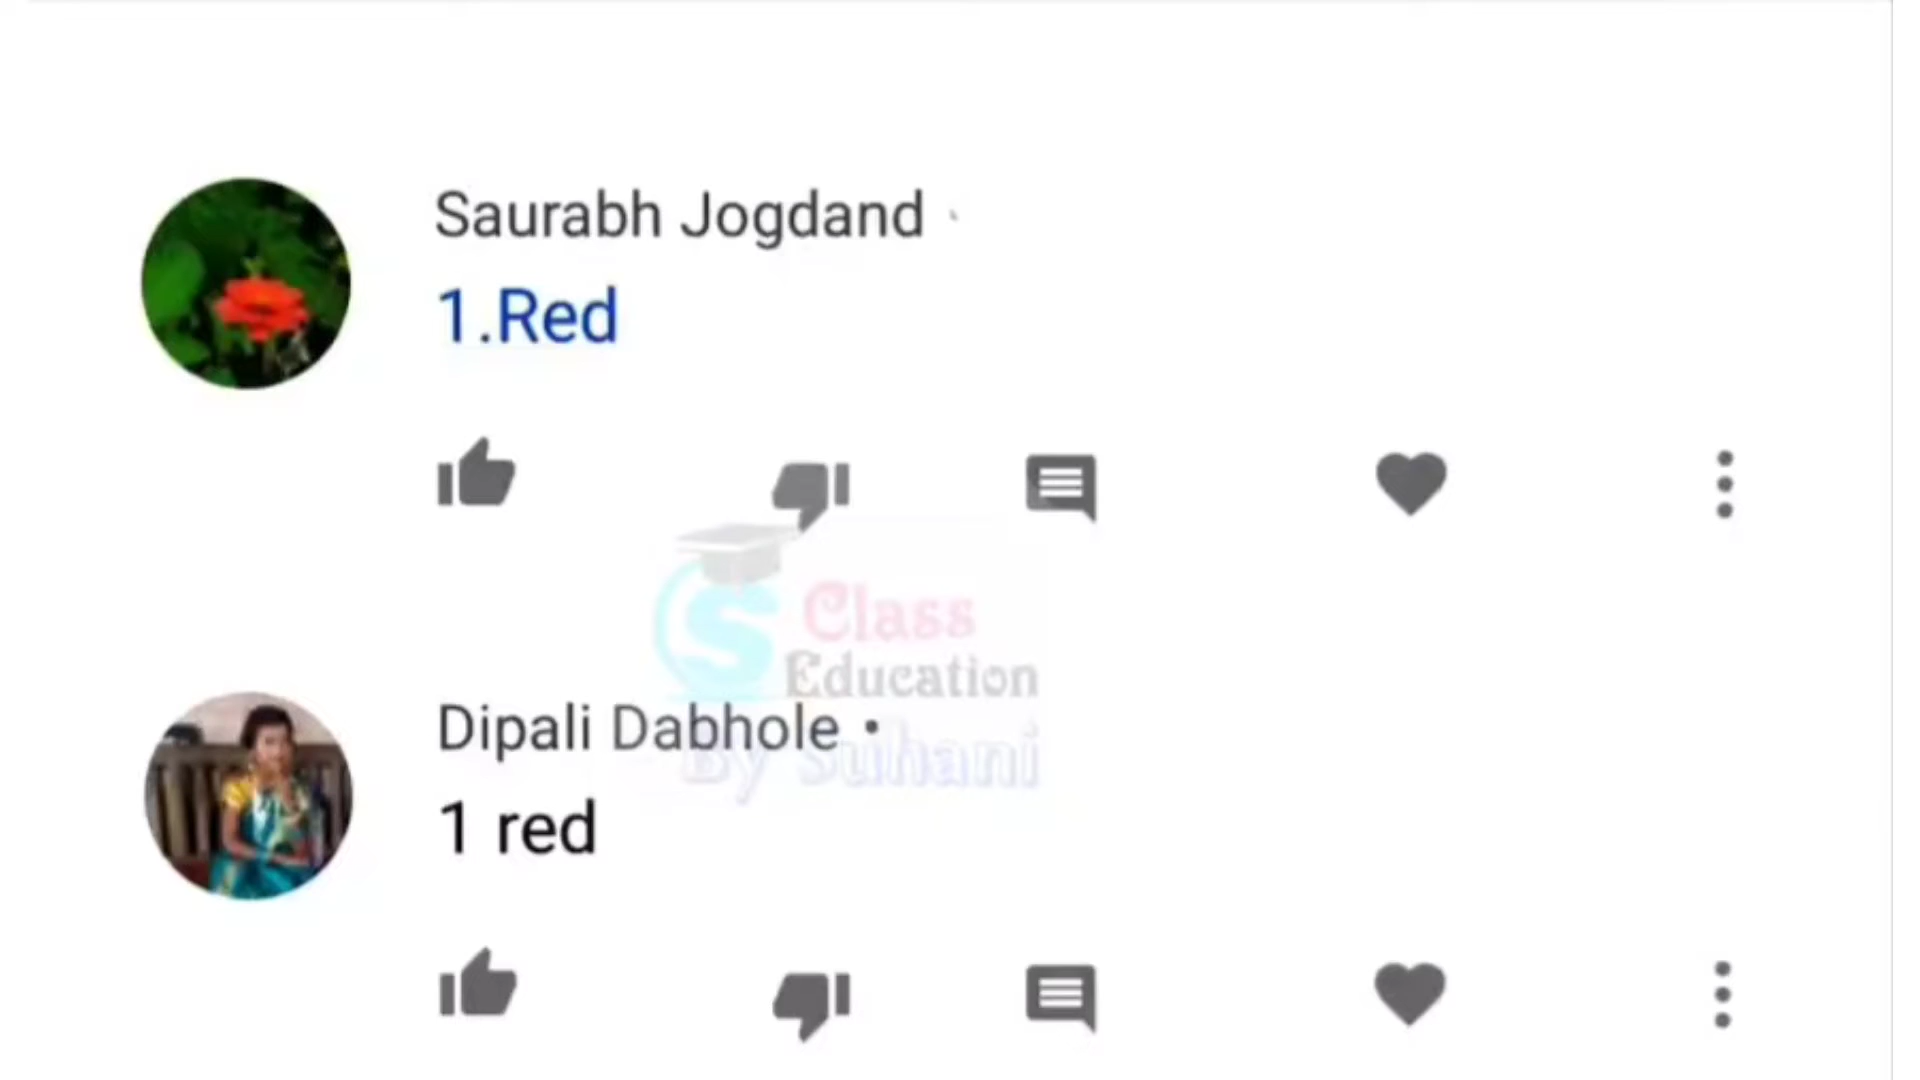 Saurabh Jogdand
1.Red
Class
Education
Dipali Dabhole •
By Suhani
1 red